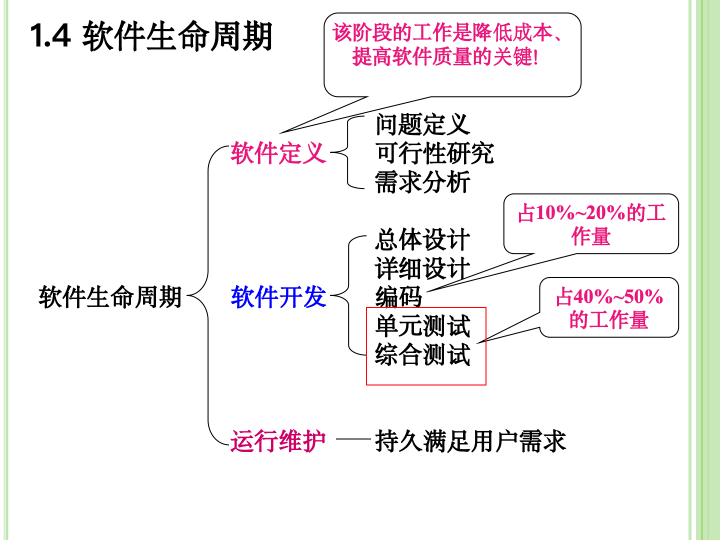 1.4 软件生命周期
该阶段的工作是降低成本、
提高软件质量的关键!
问题定义
软件定义
可行性研究
需求分析
占10%~20%的工
作量
总体设计
详细设计
软件生命周期
软件开发
编码
占40%~50%
的工作量
单元测试
综合测试
运行维护
持久满足用户需求